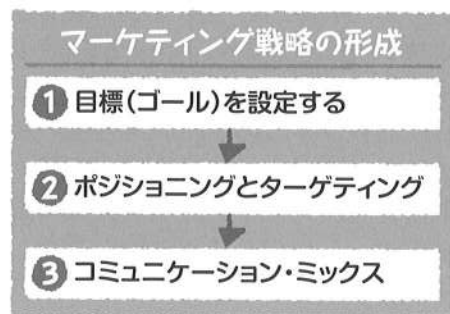 マーケティング戦略の形成
1 目標(ゴール)を設定する
2 ポジショニングとターゲティング
3 コミュニケーション・ミックス